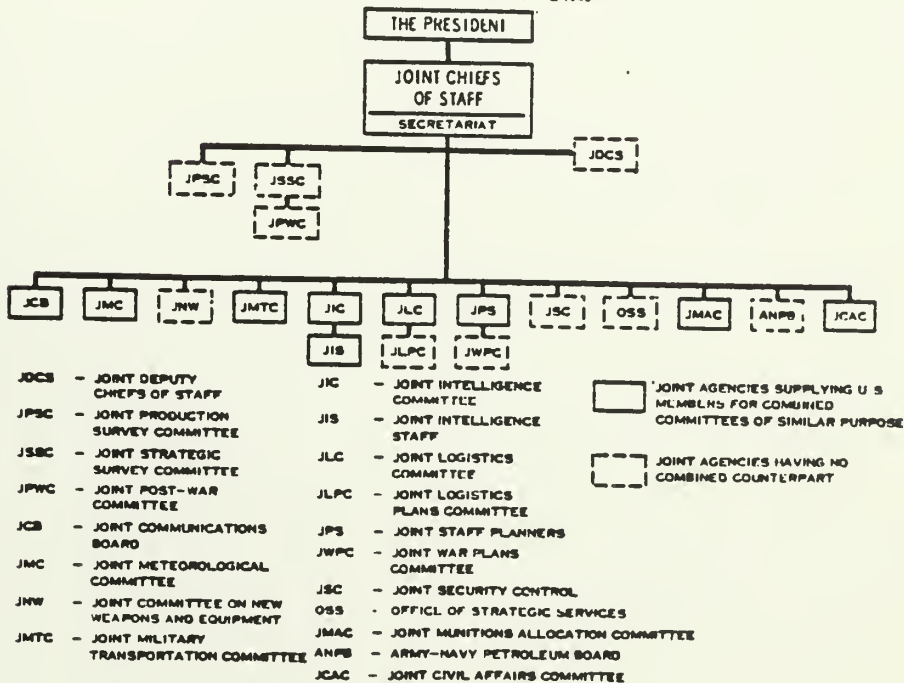 THE PRESIDENT
JOINT CHIEFS
OF STAFF
SECRETARIAT
JDCS
JPSC
JSSC
JPWC
JCB
JMC
JNW
JMTC
JIC
JLC
JPS
JSC
OSS
JMAC
ANPB
JCAC
JIS
JLPC
JWPC
JDCS – JOINT DEPUTY
CHIEFS OF STAFF
JPSC – JOINT PRODUCTION
SURVEY COMMITTEE
JSSC – JOINT STRATEGIC
SURVEY COMMITTEE
JPWC – JOINT POST-WAR
COMMITTEE
JCB – JOINT COMMUNICATIONS
BOARD
JMC – JOINT METEOROLOGICAL
COMMITTEE
JNW – JOINT COMMITTEE ON NEW
WEAPONS AND EQUIPMENT
JMTC – JOINT MILITARY
TRANSPORTATION COMMITTEE
JIC – JOINT INTELLIGENCE
COMMITTEE
JIS – JOINT INTELLIGENCE
STAFF
JLC – JOINT LOGISTICS
COMMITTEE
JLPC – JOINT LOGISTICS
PLANS COMMITTEE
JPS – JOINT STAFF PLANNERS
JWPC – JOINT WAR PLANS
COMMITTEE
JSC – JOINT SECURITY CONTROL
OSS - OFFICE OF STRATEGIC SERVICES
JMAC – JOINT MUNITIONS ALLOCATION COMMITTEE
ANPB – ARMY-NAVY PETROLEUM BOARD
JCAC – JOINT CIVIL AFFAIRS COMMITTEE
JOINT AGENCIES SUPPLYING U S
MEMBERS FOR COMBINED
COMMITTEES OF SIMILAR PURPOSE
JOINT AGENCIES HAVING NO
COMBINED COUNTERPART